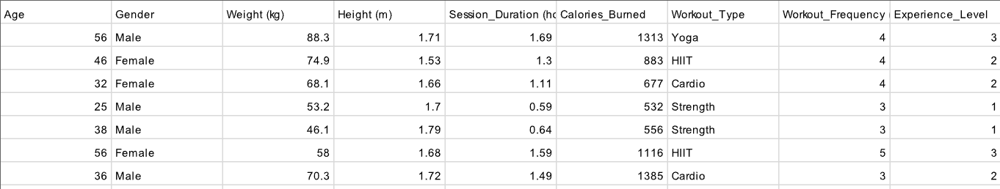 Age Gender Weight (kg) Height (m) Session_Duration (ho Calories_Burned Workout_Type Workout_Frequency ( Experience_Level
56 Male 88.3 1.71 1.69 1313 Yoga 4 3
46 Female 74.9 1.53 1.3 883 HIIT 4 2
32 Female 68.1 1.66 1.11 677 Cardio 4 2
25 Male 53.2 1.7 0.59 532 Strength 3 1
38 Male 46.1 1.79 0.64 556 Strength 3 1
56 Female 58 1.68 1.59 1116 HIIT 5 3
36 Male 70.3 1.72 1.49 1385 Cardio 3 2